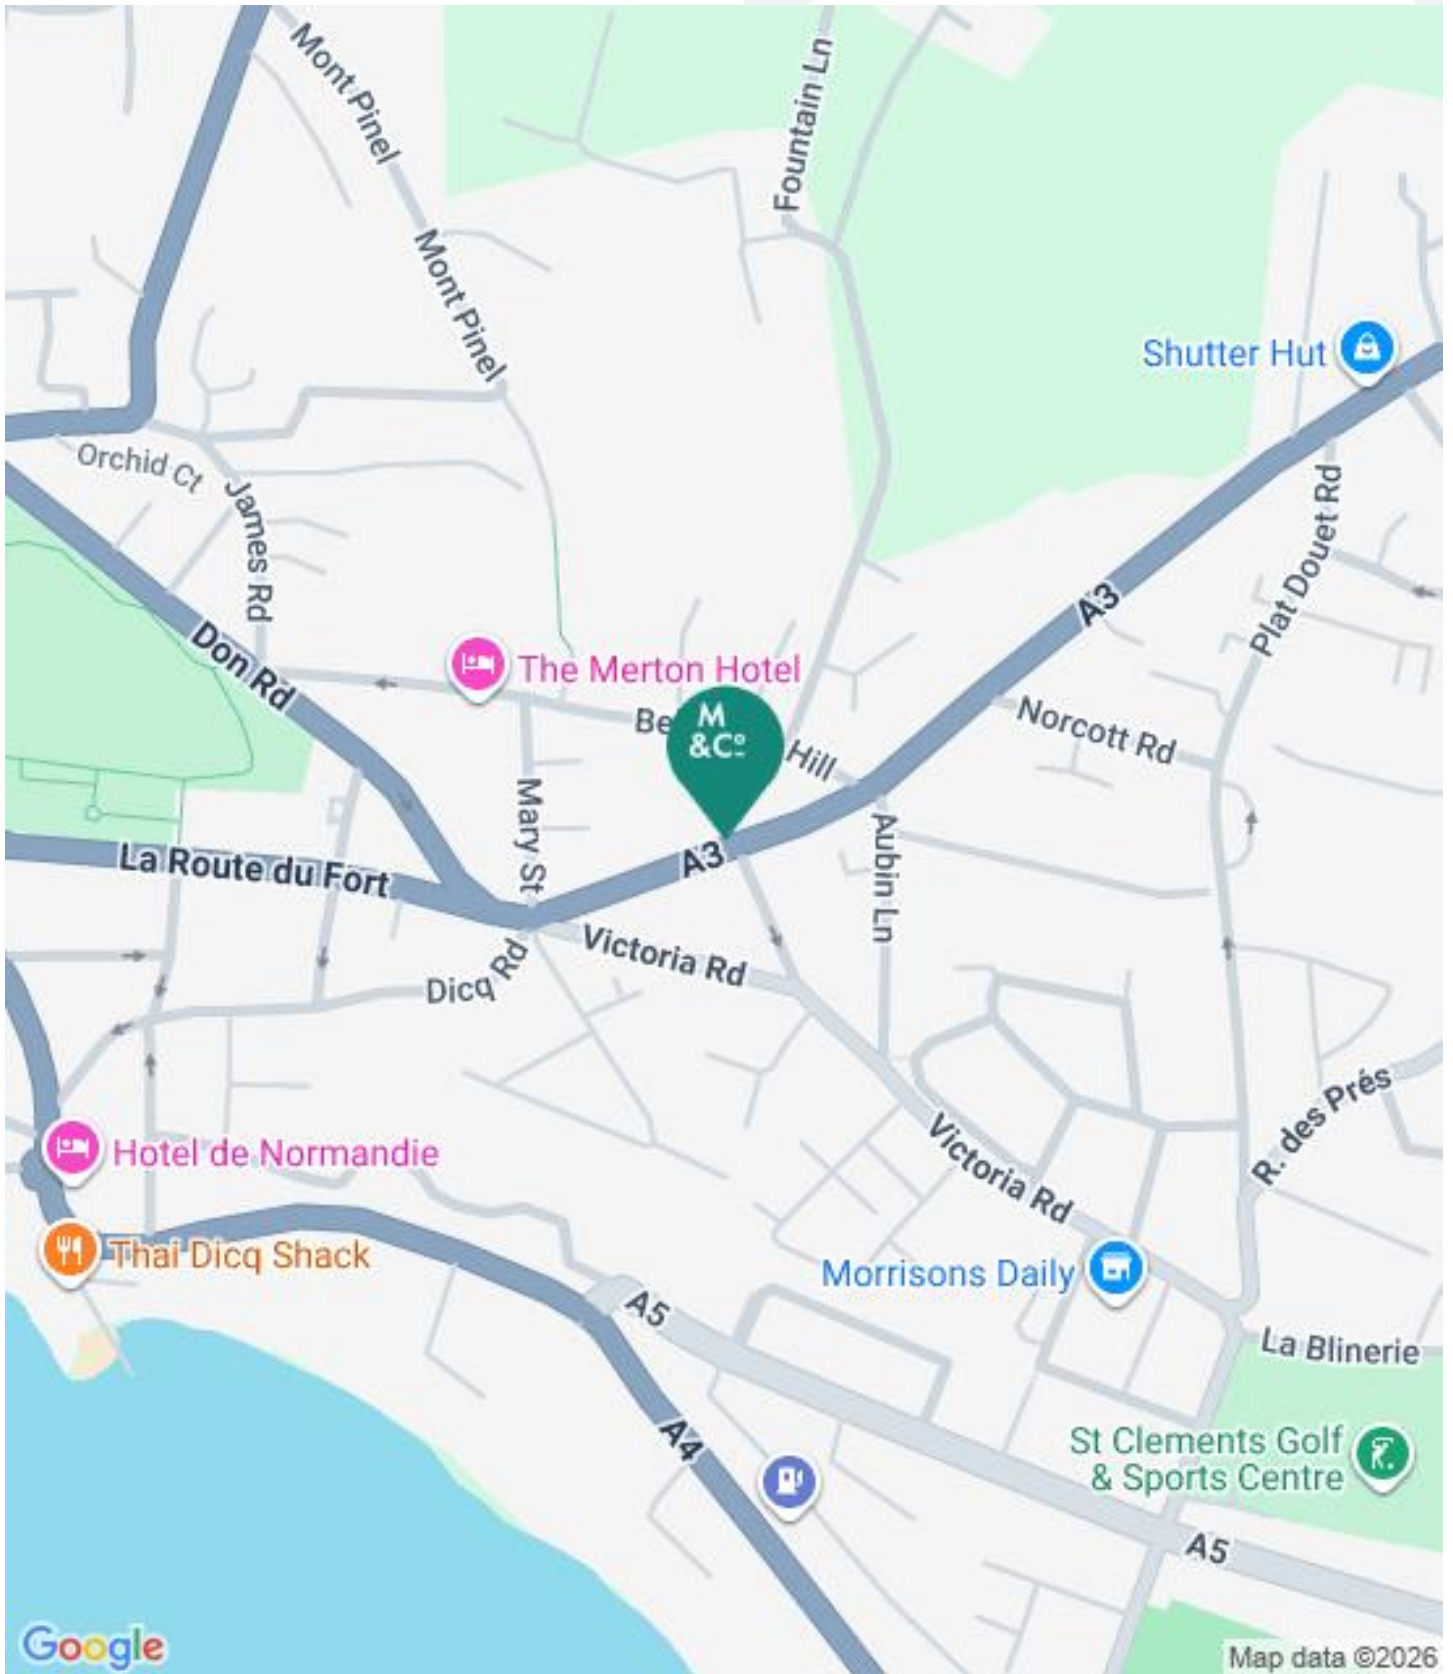 Mont Pinel
Fountain Ln
Mont Pinel
Shutter Hut
Orchid Ct
James Rd
Plat Douet Rd
A3
Don Rd
The Merton Hotel
Be
M
&Cº
Hill
Norcott Rd
Mary St
Aubin Ln
La Route du Fort
A3
Victoria Rd
Dicq Rd
R. des Prés
Hotel de Normandie
Victoria Rd
Thai Dicq Shack
Morrisons Daily
A5
La Blinerie
A4
St Clements Golf
& Sports Centre
A5
Google
Map data ©2026